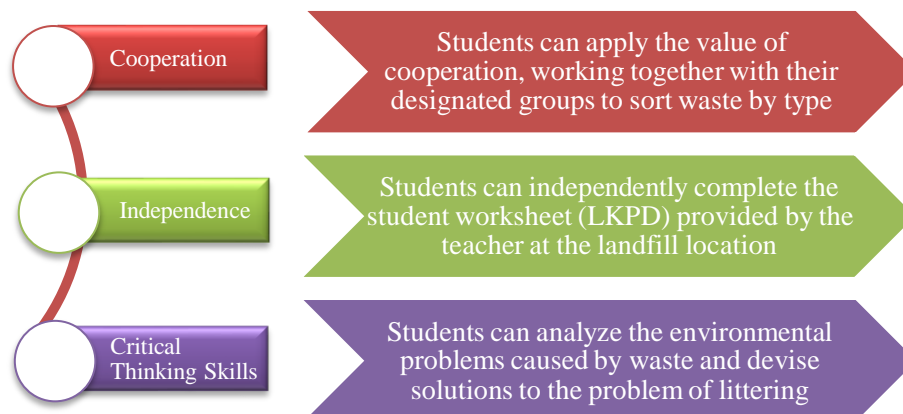 Cooperation
Students can apply the value of
cooperation, working together with their
designated groups to sort waste by type
Independence
Students can independently complete the
student worksheet (LKPD) provided by the
teacher at the landfill location
Critical
Thinking Skills
Students can analyze the environmental
problems caused by waste and devise
solutions to the problem of littering